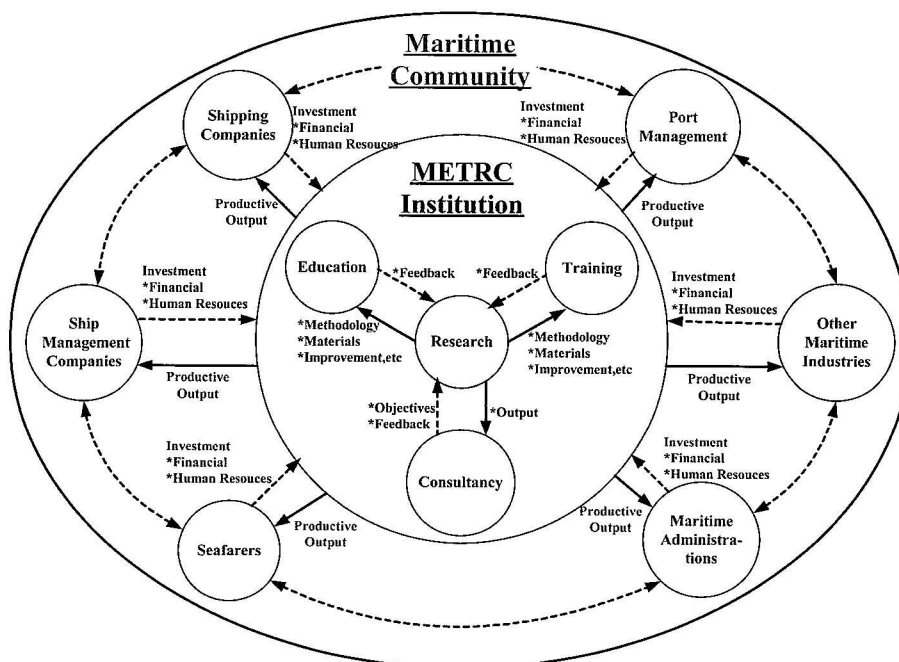 Maritime
Community
Shipping
Companies
Investment
*Financial
*Human Resouces
Investment
*Financial
*Human Resouces
Port
Management
METRC
Institution
Productive
Output
Productive
Output
Education
*Feedback
*Feedback
Training
Investment
*Financial
*Human Resouces
Investment
*Financial
*Human Resouces
Ship
Management
Companies
*Methodology
*Materials
*Improvement,etc
Research
*Methodology
*Materials
*Improvement,etc
Other
Maritime
Industries
Productive
Output
Productive
Output
*Objectives
*Feedback
*Output
Investment
*Financial
*Human Resouces
Investment
*Financial
*Human Resouces
Consultancy
Productive
Output
Productive
Output
Seafarers
Maritime
Administra-
tions